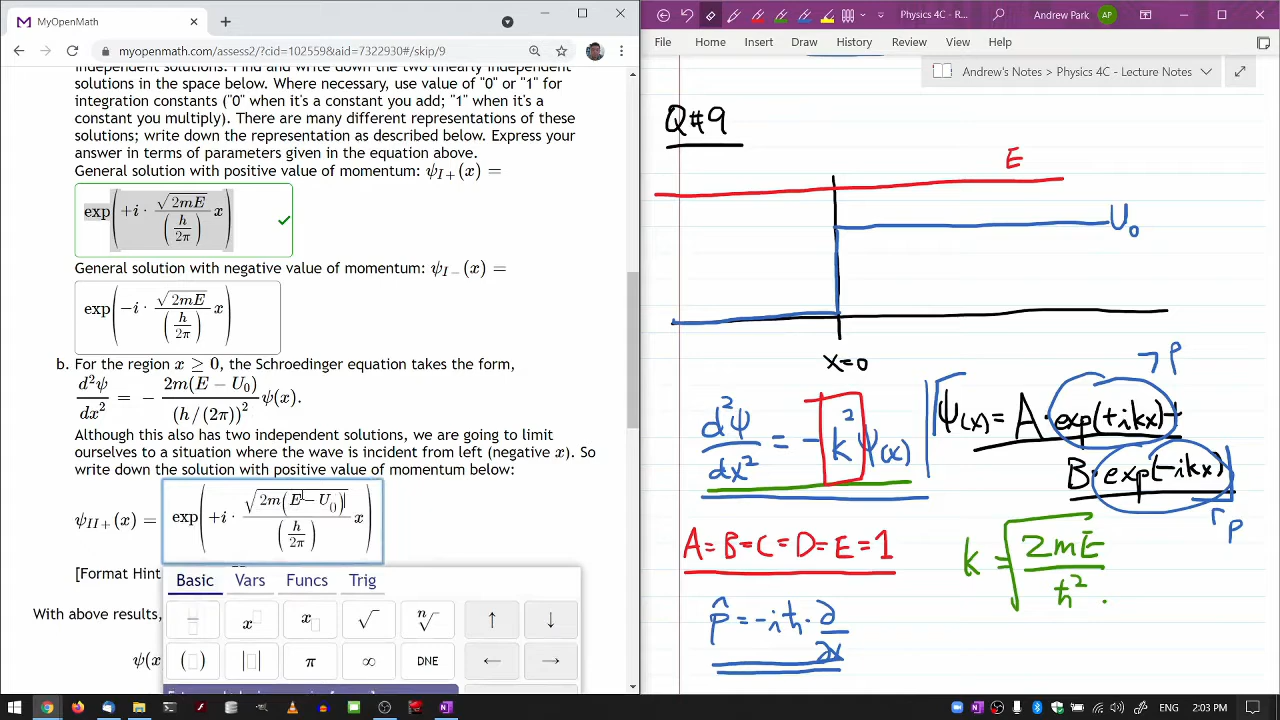 MyOpenMath
myopenmath.com/assess2/?cid=102559&aid=7322930#/skip/9
independent solutions. Find and write down the two linearly independent
solutions in the space below. Where necessary, use value of "0" or "1" for
integration constants ("0" when it's a constant you add; "1" when it's a
constant you multiply). There are many different representations of these
solutions; write down the representation as described below. Express your
answer in terms of parameters given in the equation above.
General solution with positive value of momentum: ψ_{I+}(x) =
exp(+i · √(2mE) / (h/2π) x)
General solution with negative value of momentum: ψ_{I−}(x) =
exp(−i · √(2mE) / (h/2π) x)
b. For the region x ≥ 0, the Schroedinger equation takes the form,
d²ψ/dx² = − 2m(E − U₀)/(h/(2π))² ψ(x).
Although this also has two independent solutions, we are going to limit
ourselves to a situation where the wave is incident from left (negative x). So
write down the solution with positive value of momentum below:
ψ_{II+}(x) = exp(+i · √(2m(E − U₀)) / (h/2π) x)
[Format Hint
Basic Vars Funcs Trig
π ∞ DNE
With above results,
ψ(x
Physics 4C - R...
Andrew Park AP
File Home Insert Draw History Review View Help
Andrew's Notes > Physics 4C - Lecture Notes
Q#9
E
U₀
x=0
d²ψ/dx² = −k² ψ(x)
ψ(x) = A·exp(+ikx)+
B·exp(−ikx)
→ P
P
A=B=C=D=E=1
k = √(2mE/ħ²).
p̂ = −iħ·∂/∂x
2:03 PM